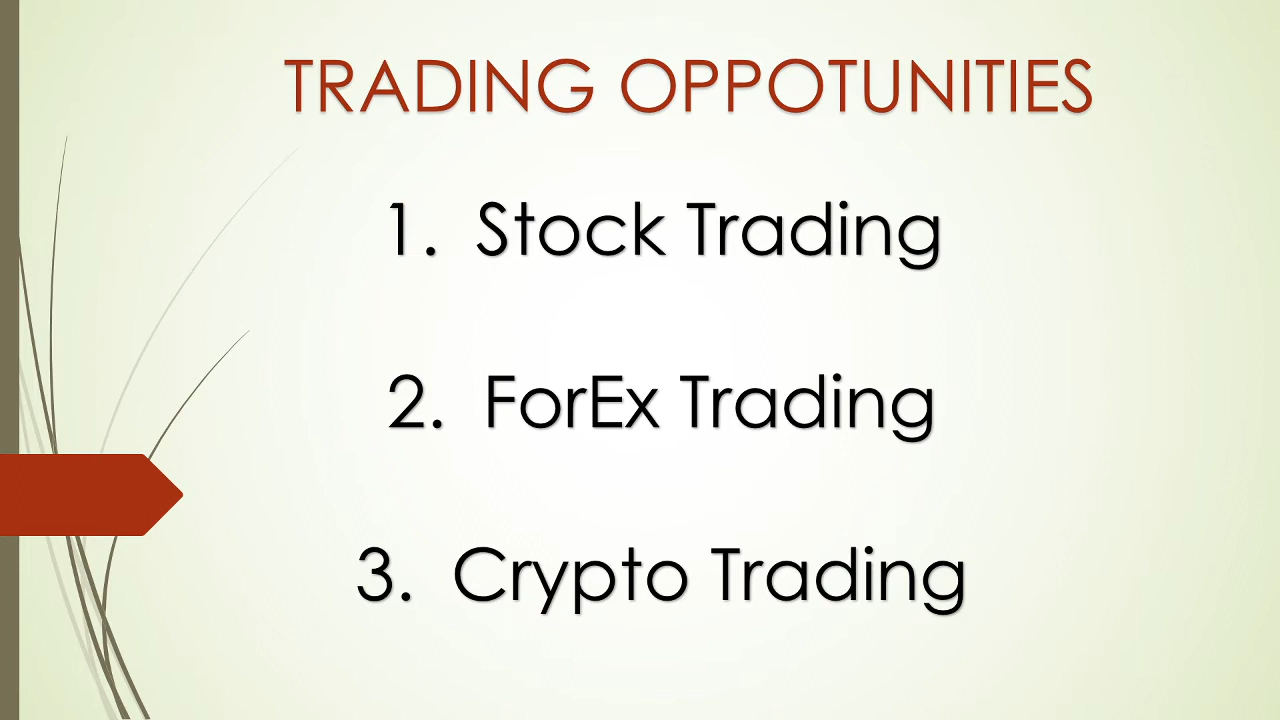 TRADING OPPOTUNITIES
1. Stock Trading
2. ForEx Trading
3. Crypto Trading